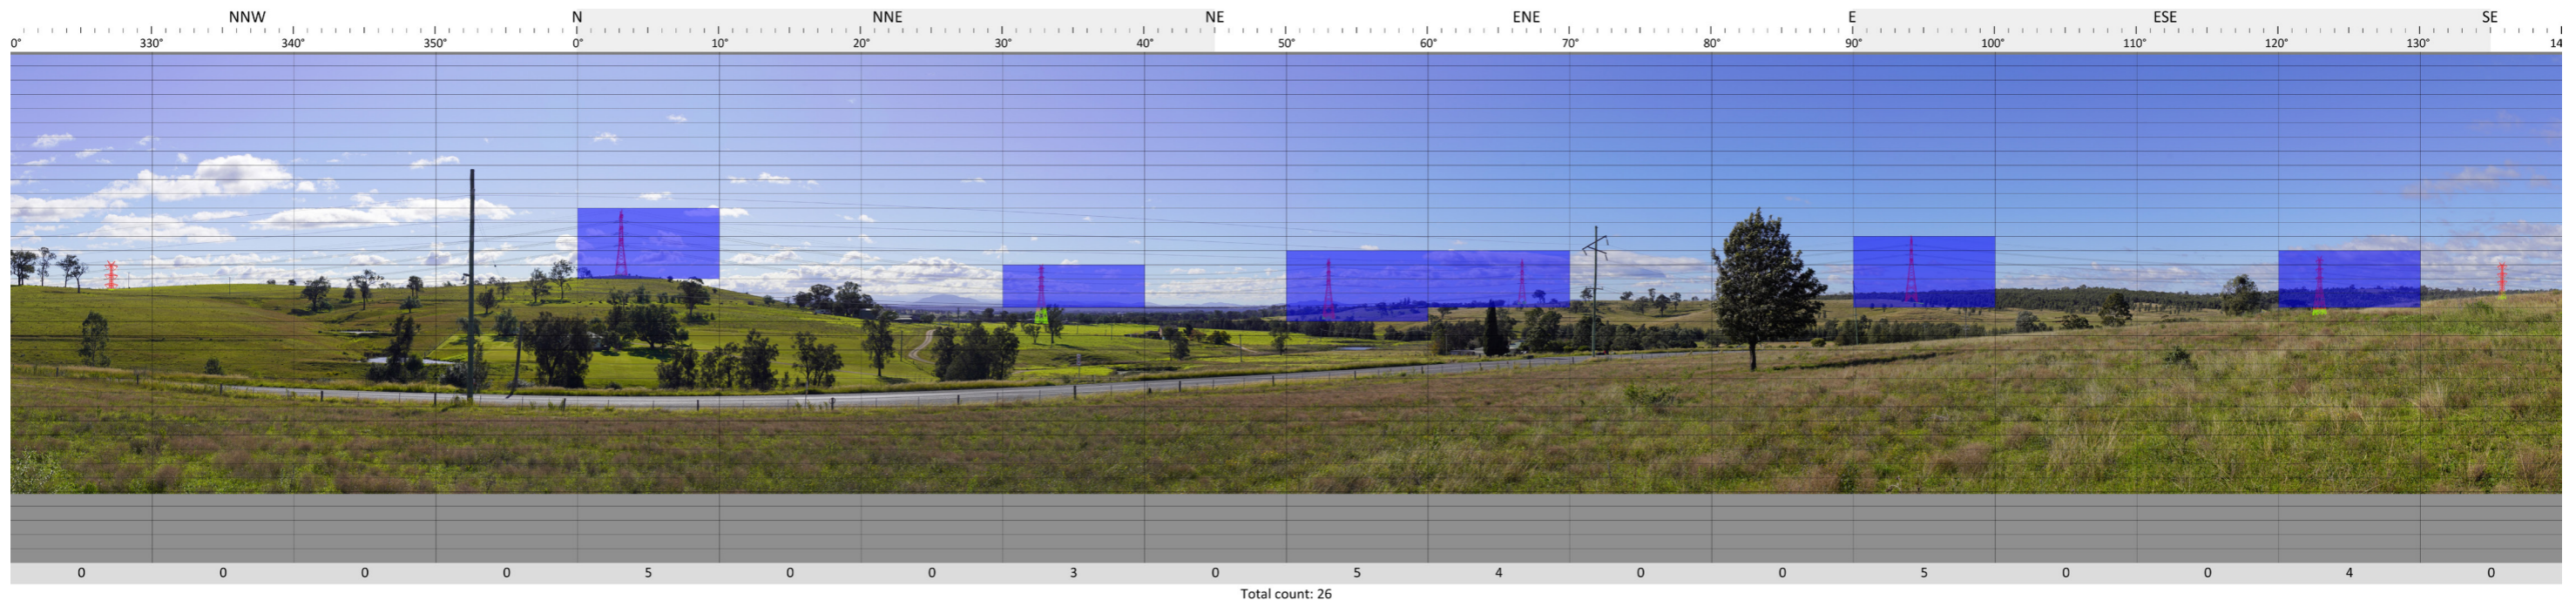 NNW N NNE NE ENE E ESE SE
0° 330° 340° 350° 0° 10° 20° 30° 40° 50° 60° 70° 80° 90° 100° 110° 120° 130° 14
0 0 0 0 5 0 0 3 0 5 4 0 0 5 0 0 4 0
Total count: 26